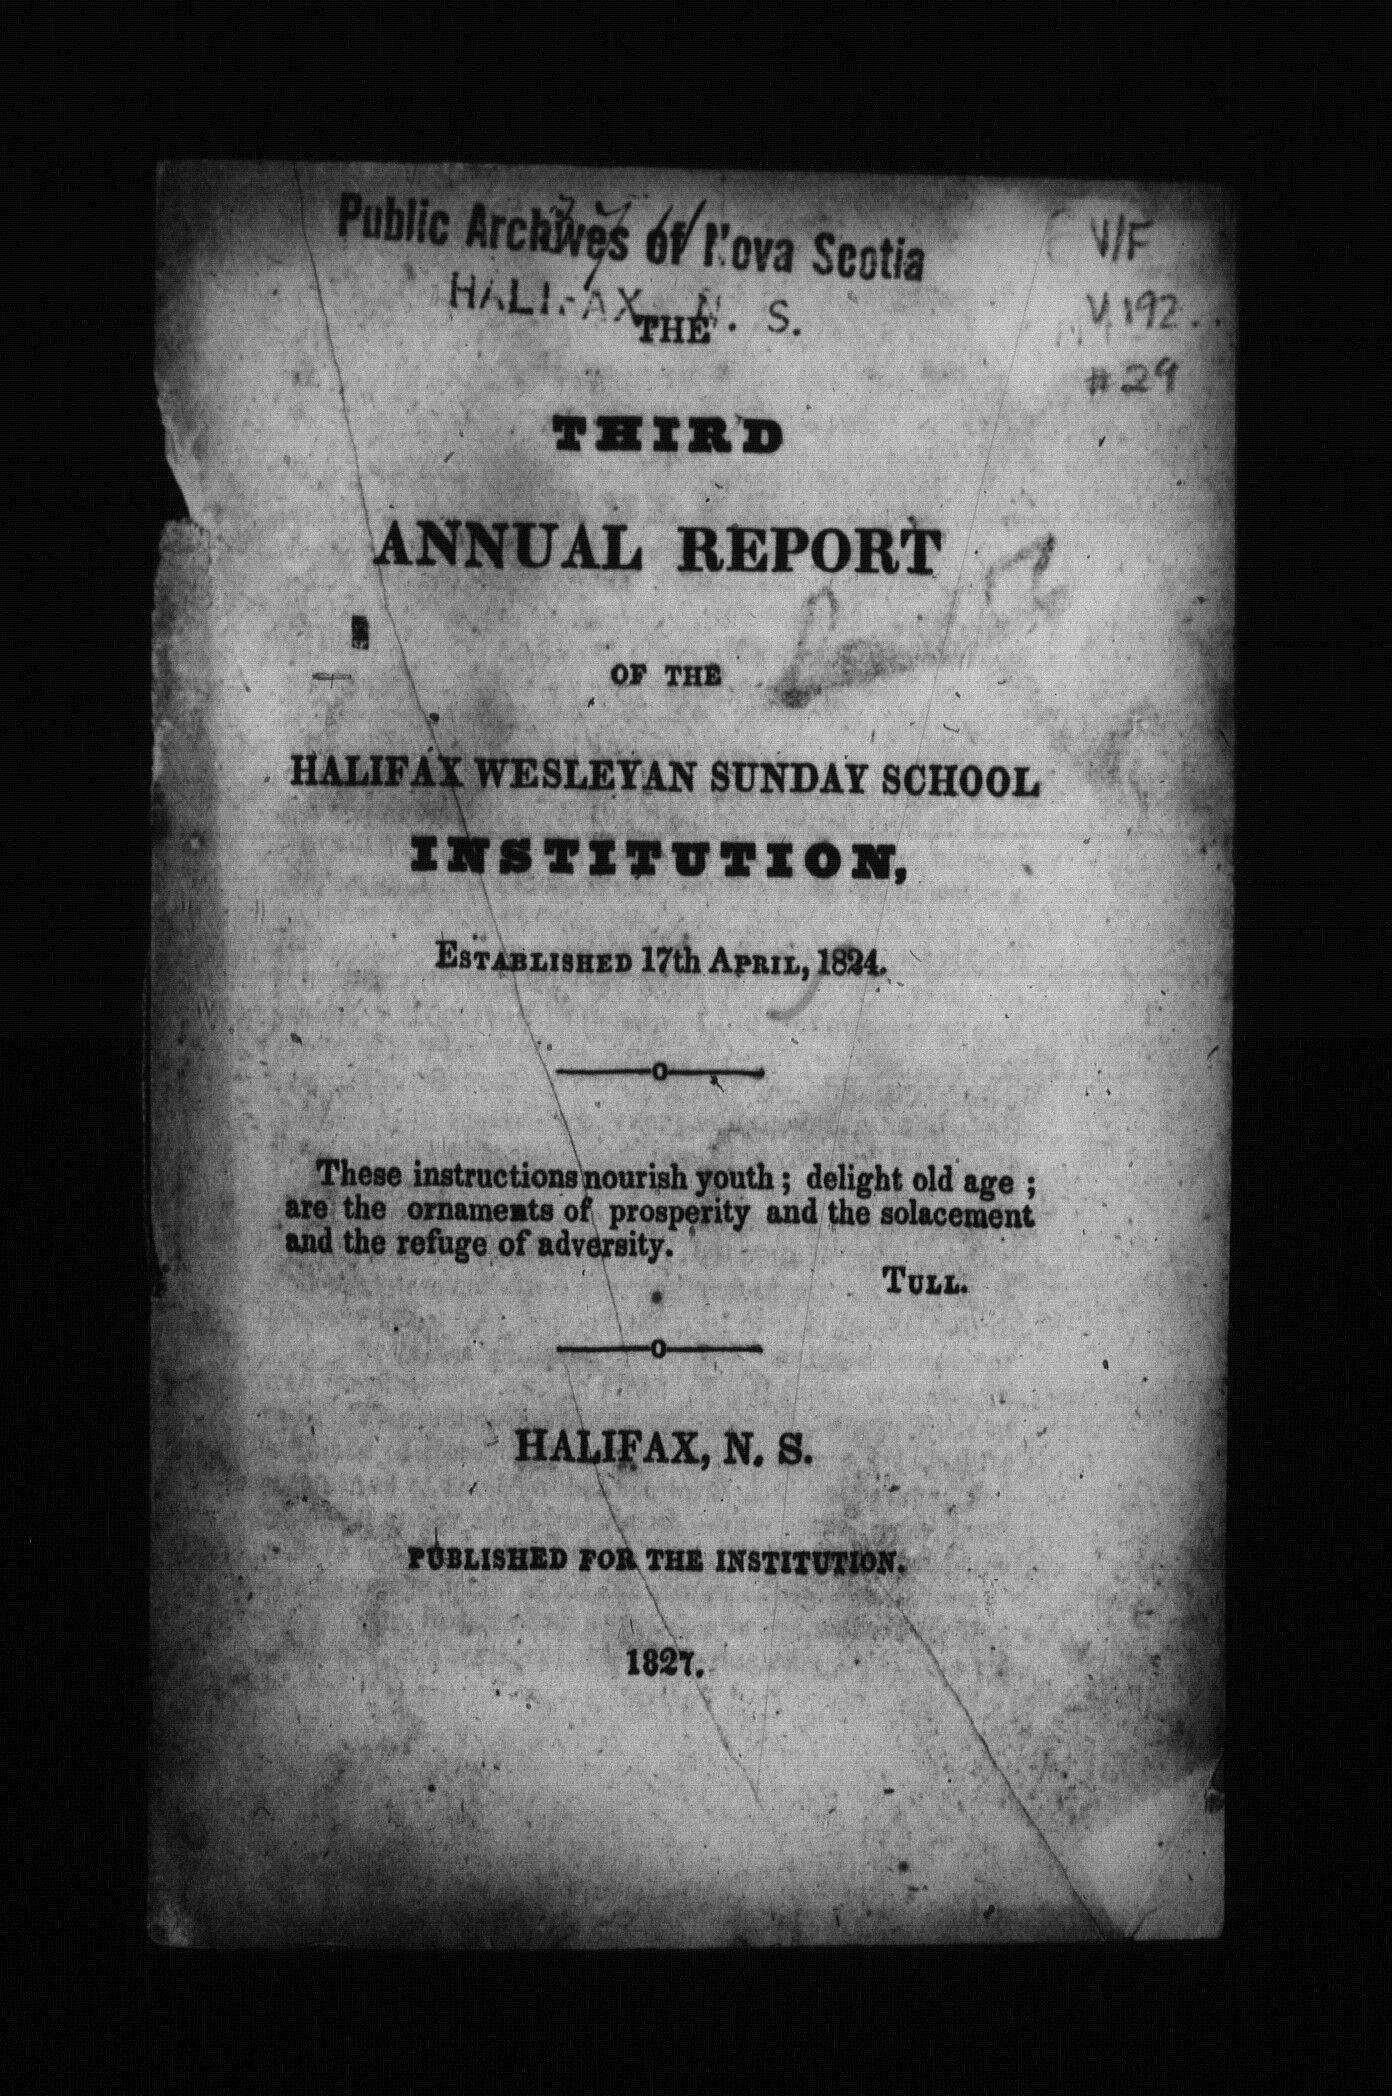 Public Archives of Nova Scotia
HALIFAX, N. S.
V/F
V 192
#29
THE
THIRD
ANNUAL REPORT
OF THE
HALIFAX WESLEYAN SUNDAY SCHOOL
INSTITUTION,
ESTABLISHED 17th APRIL, 1824.
These instructions nourish youth ; delight old age ;
are the ornaments of prosperity and the solacement
and the refuge of adversity.
TULL.
HALIFAX, N. S.
PUBLISHED FOR THE INSTITUTION.
1827.